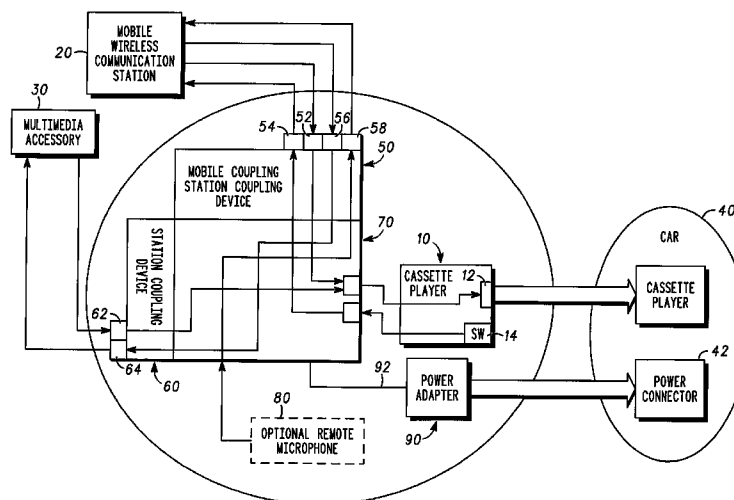 MOBILE
WIRELESS
COMMUNICATION
STATION
20
30
MULTIMEDIA
ACCESSORY
54
52
56
58
50
MOBILE COUPLING
STATION COUPLING
DEVICE
70
STATION COUPLING
DEVICE
62
64
60
10
12
CASSETTE
PLAYER
SW
14
40
CAR
CASSETTE
PLAYER
92
POWER
ADAPTER
90
42
POWER
CONNECTOR
80
OPTIONAL REMOTE
MICROPHONE